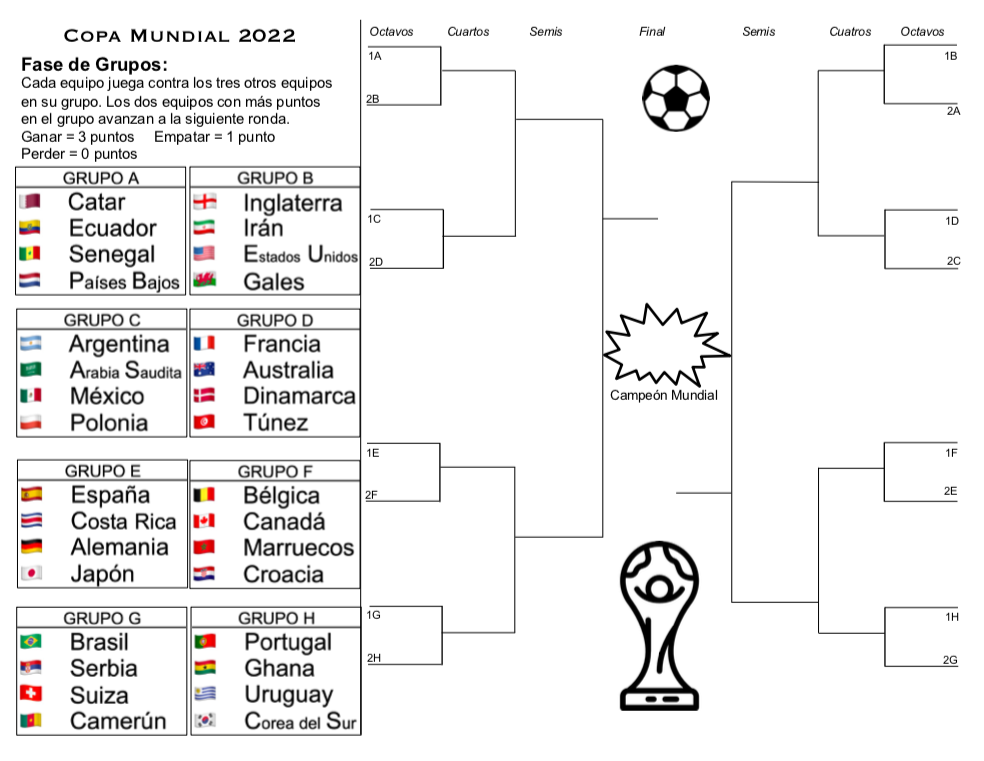 Copa Mundial 2022
Fase de Grupos:
Cada equipo juega contra los tres otros equipos
en su grupo. Los dos equipos con más puntos
en el grupo avanzan a la siguiente ronda.
Ganar = 3 puntos Empatar = 1 punto
Perder = 0 puntos
GRUPO A
Catar
Ecuador
Senegal
Países Bajos
GRUPO B
Inglaterra
Irán
Estados Unidos
Gales
GRUPO C
Argentina
Arabia Saudita
México
Polonia
GRUPO D
Francia
Australia
Dinamarca
Túnez
GRUPO E
España
Costa Rica
Alemania
Japón
GRUPO F
Bélgica
Canadá
Marruecos
Croacia
GRUPO G
Brasil
Serbia
Suiza
Camerún
GRUPO H
Portugal
Ghana
Uruguay
Corea del Sur
Octavos Cuartos Semis Final Semis Cuatros Octavos
1A
2B
1C
2D
1E
2F
1G
2H
Campeón Mundial
1B
2A
1D
2C
1F
2E
1H
2G